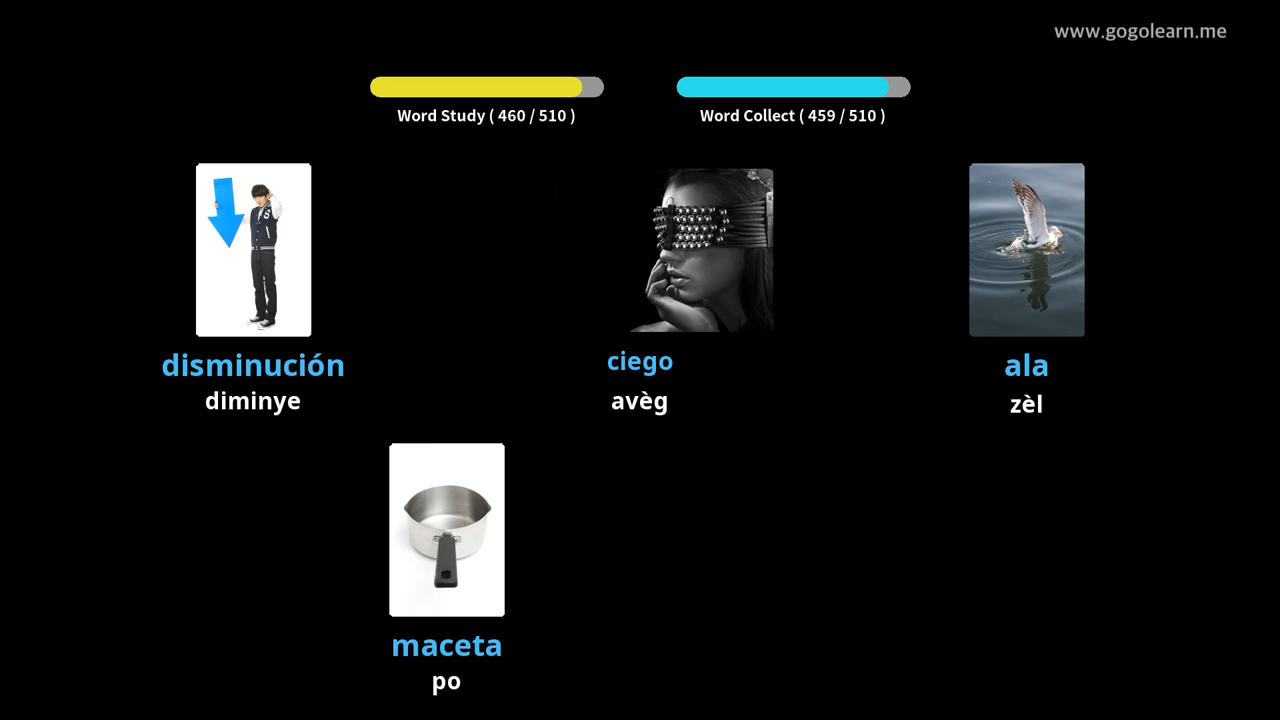 www.gogolearn.me
Word Study ( 460 / 510 )
Word Collect ( 459 / 510 )
disminución
diminye
ciego
avèg
ala
zèl
maceta
po